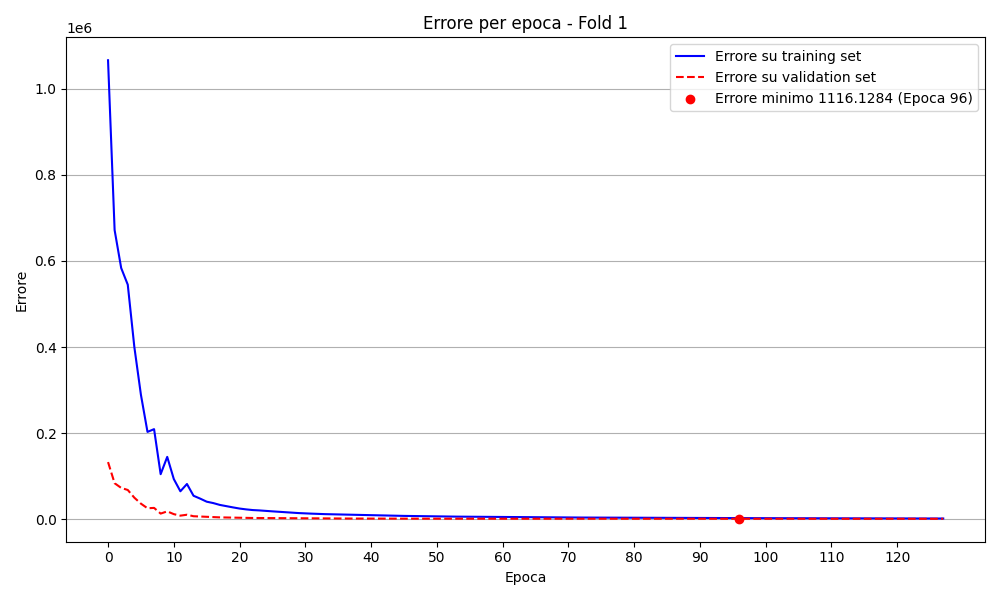 Errore per epoca - Fold 1
1e6
1.0
0.8
0.6
0.4
0.2
0.0
Errore
Errore su training set
Errore su validation set
Errore minimo 1116.1284 (Epoca 96)
0 10 20 30 40 50 60 70 80 90 100 110 120
Epoca